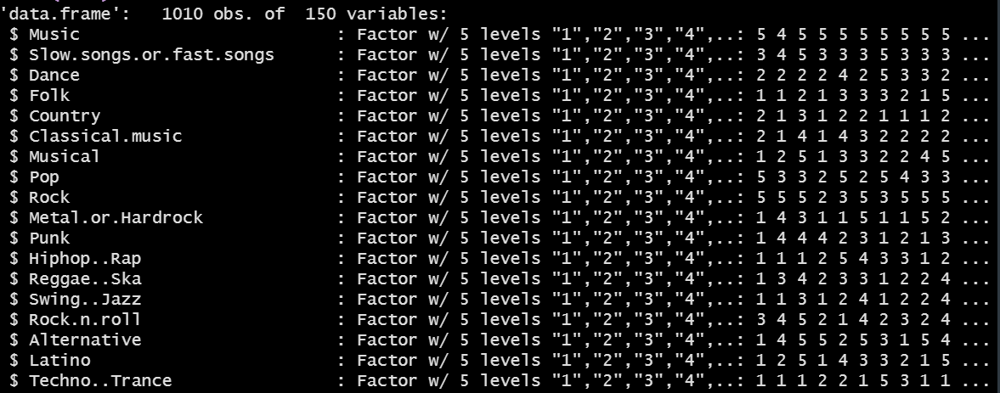 'data.frame':   1010 obs. of  150 variables:
 $ Music                          : Factor w/ 5 levels "1","2","3","4",..: 5 4 5 5 5 5 5 5 5 5 ...
 $ Slow.songs.or.fast.songs       : Factor w/ 5 levels "1","2","3","4",..: 3 4 5 3 3 3 5 3 3 3 ...
 $ Dance                          : Factor w/ 5 levels "1","2","3","4",..: 2 2 2 2 4 2 5 3 3 2 ...
 $ Folk                           : Factor w/ 5 levels "1","2","3","4",..: 1 1 2 1 3 3 3 2 1 5 ...
 $ Country                        : Factor w/ 5 levels "1","2","3","4",..: 2 1 3 1 2 2 1 1 1 2 ...
 $ Classical.music                : Factor w/ 5 levels "1","2","3","4",..: 2 1 4 1 4 3 2 2 2 2 ...
 $ Musical                        : Factor w/ 5 levels "1","2","3","4",..: 1 2 5 1 3 3 2 2 4 5 ...
 $ Pop                            : Factor w/ 5 levels "1","2","3","4",..: 5 3 3 2 5 2 5 4 3 3 ...
 $ Rock                           : Factor w/ 5 levels "1","2","3","4",..: 5 5 5 2 3 5 3 5 5 5 ...
 $ Metal.or.Hardrock              : Factor w/ 5 levels "1","2","3","4",..: 1 4 3 1 1 5 1 1 5 2 ...
 $ Punk                           : Factor w/ 5 levels "1","2","3","4",..: 1 4 4 4 2 3 1 2 1 3 ...
 $ Hiphop..Rap                    : Factor w/ 5 levels "1","2","3","4",..: 1 1 1 2 5 4 3 3 1 2 ...
 $ Reggae..Ska                    : Factor w/ 5 levels "1","2","3","4",..: 1 3 4 2 3 3 1 2 2 4 ...
 $ Swing..Jazz                    : Factor w/ 5 levels "1","2","3","4",..: 1 1 3 1 2 4 1 2 2 4 ...
 $ Rock.n.roll                    : Factor w/ 5 levels "1","2","3","4",..: 3 4 5 2 1 4 2 3 2 4 ...
 $ Alternative                    : Factor w/ 5 levels "1","2","3","4",..: 1 4 5 5 2 5 3 1 5 4 ...
 $ Latino                         : Factor w/ 5 levels "1","2","3","4",..: 1 2 5 1 4 3 3 2 1 5 ...
 $ Techno..Trance                 : Factor w/ 5 levels "1","2","3","4",..: 1 1 1 2 2 1 5 3 1 1 ...